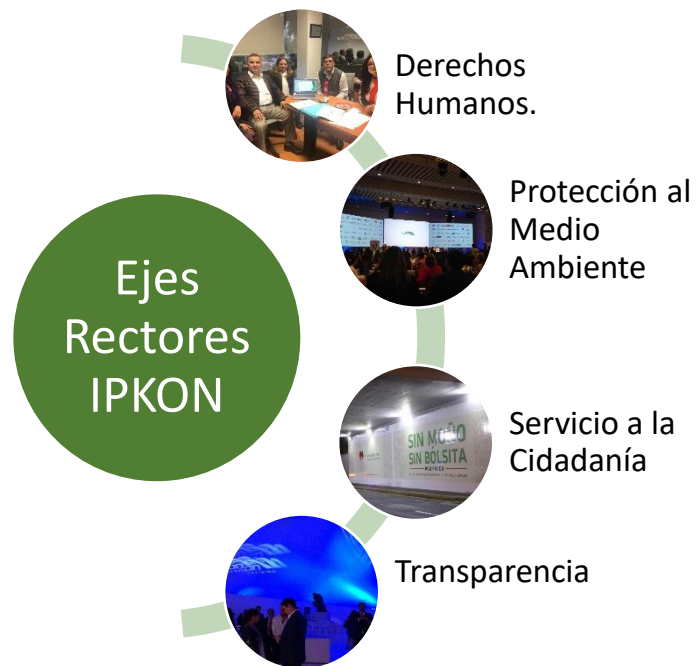 Ejes
Rectores
IPKON
Derechos
Humanos.
Protección al
Medio
Ambiente
SIN MOÑO
SIN BOLSITA
Servicio a la
Cidadanía
Transparencia